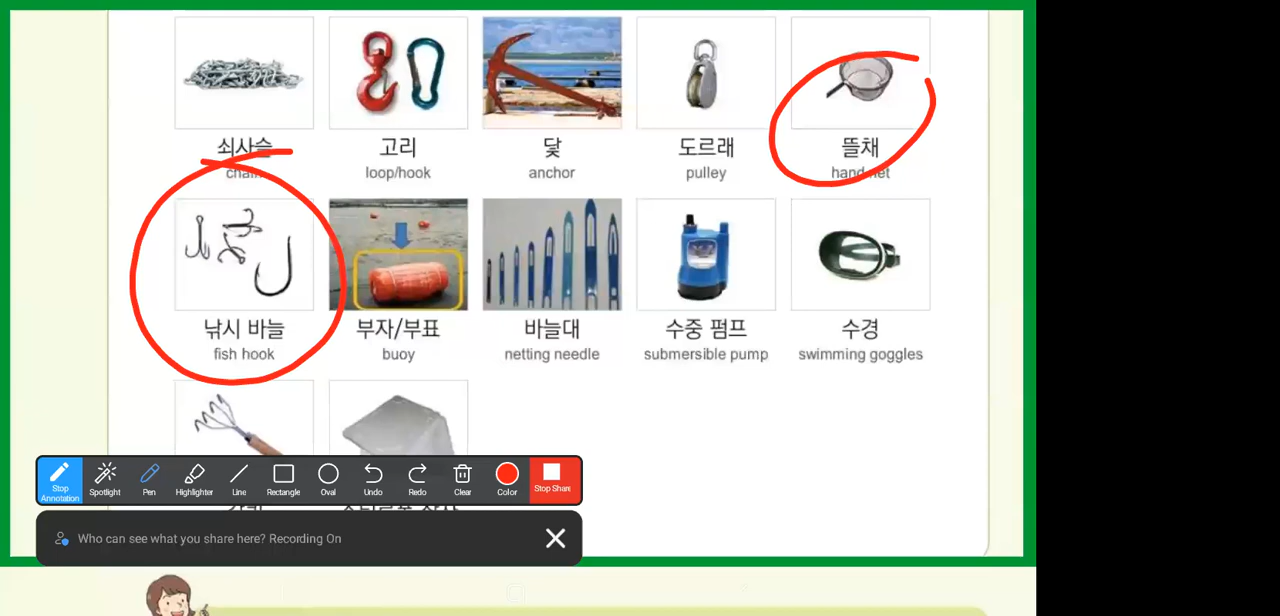 쇠사슬 고리 닻 도르래 뜰채
chain loop/hook anchor pulley hand net
낚시 바늘 부자/부표 바늘대 수중 펌프 수경
fish hook buoy netting needle submersible pump swimming goggles
Stop Annotation Spotlight Pen Highlighter Line Rectangle Oval Undo Redo Clear Color Stop Share
Who can see what you share here? Recording On